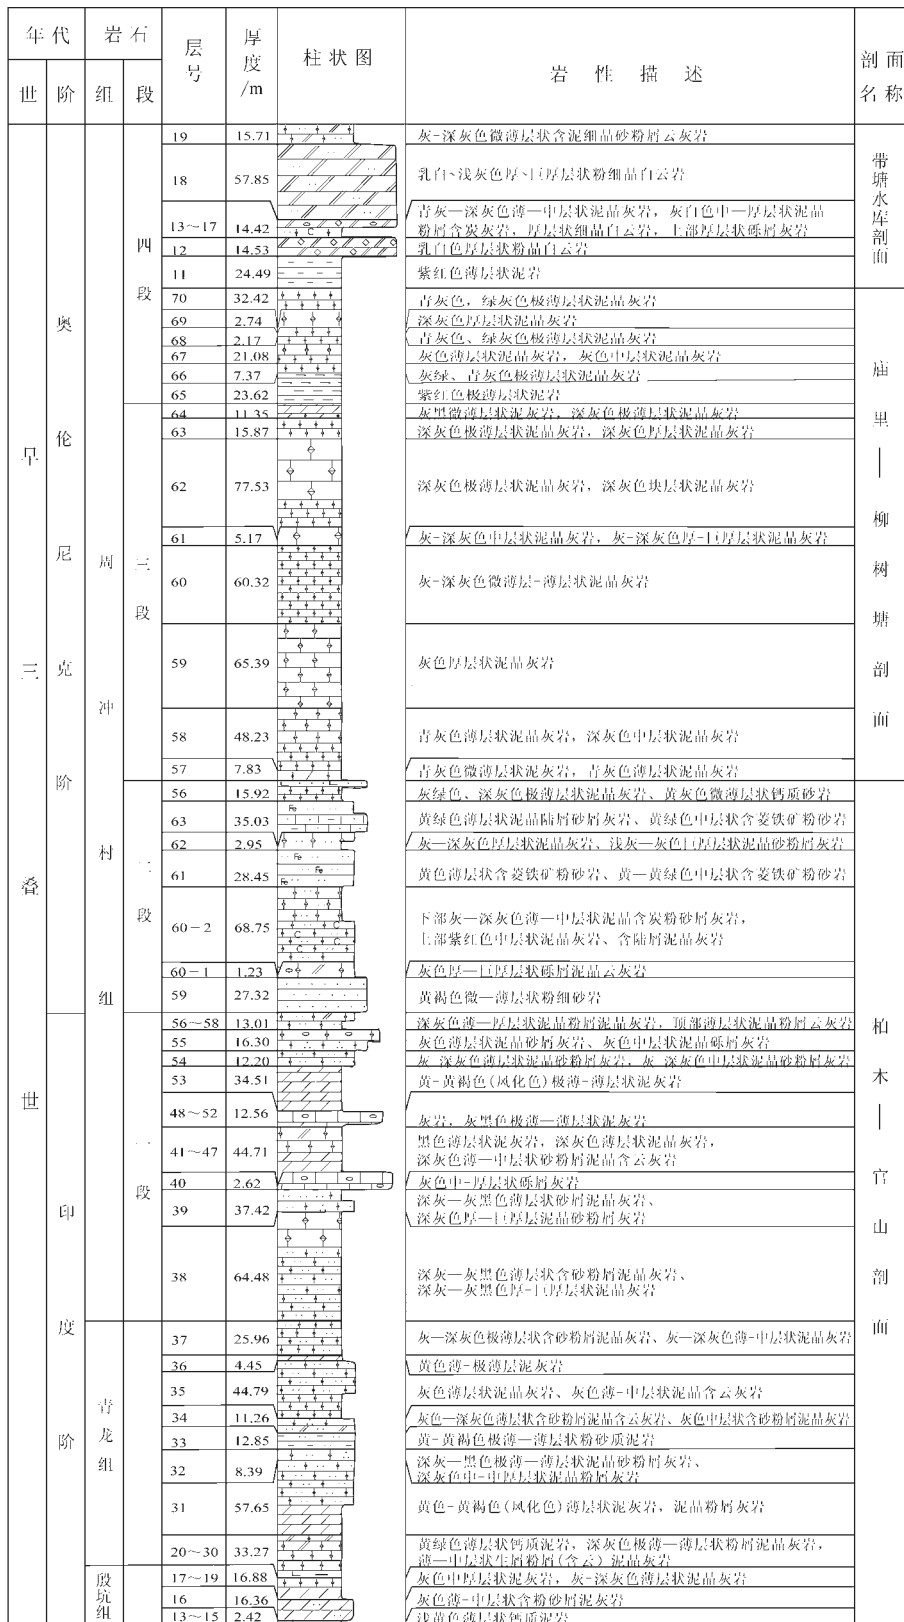 年代 岩石 层号 厚度/m 柱状图 岩性描述 剖面名称
世 阶 组 段
19 15.71 灰-深灰色微薄层状含泥细晶砂粉屑云灰岩
18 57.85 乳白、浅灰色厚、巨厚层状粉细晶白云岩
13～17 14.42 青灰—深灰色薄—中层状泥晶灰岩，灰白色中—厚层状泥晶
粉屑含炭灰岩，厚层状细晶白云岩，上部厚层状砾屑灰岩
12 14.53 乳白色厚层状粉晶白云岩
11 24.49 紫红色薄层状泥岩
带塘水库剖面
70 32.42 青灰色，绿灰色极薄层状泥晶灰岩
69 2.74 深灰色厚层状泥晶灰岩
68 2.17 青灰色、绿灰色极薄层状泥晶灰岩
67 21.08 灰色薄层状泥晶灰岩，灰色中层状泥晶灰岩
66 7.37 灰绿、青灰色极薄层状泥晶灰岩
65 23.62 紫红色极薄层状泥岩
四段
64 11.35 灰黑微薄层状泥灰岩，深灰色极薄层状泥晶灰岩
63 15.87 深灰色极薄层状泥晶灰岩，深灰色厚层状泥晶灰岩
62 77.53 深灰色极薄层状泥晶灰岩，深灰色块层状泥晶灰岩
61 5.17 灰-深灰色中层状泥晶灰岩，灰-深灰色厚-巨厚层状泥晶灰岩
60 60.32 灰-深灰色微薄层-薄层状泥晶灰岩
59 65.39 灰色厚层状泥晶灰岩
58 48.23 青灰色薄层状泥晶灰岩，深灰色中层状泥晶灰岩
57 7.83 青灰色微薄层状泥灰岩，青灰色薄层状泥晶灰岩
三段
庙里—柳树塘剖面
56 15.92 灰绿色、深灰色极薄层状泥晶灰岩、黄灰色微薄层状钙质砂岩
63 35.03 黄绿色薄层状泥晶陆屑砂屑灰岩、黄绿色中层状含菱铁矿粉砂岩
62 2.95 灰—深灰色厚层状泥晶灰岩、浅灰—灰色巨厚层状泥晶砂粉屑灰岩
61 28.45 黄色薄层状含菱铁矿粉砂岩、黄—黄绿色中层状含菱铁矿粉砂岩
60-2 68.75 下部灰—深灰色薄—中层状泥晶含炭粉砂屑灰岩，
上部紫红色中层状泥晶灰岩、含陆屑泥晶灰岩
60-1 1.23 灰色厚—巨厚层状砾屑泥晶云灰岩
59 27.32 黄褐色微—薄层状粉细砂岩
二段
奥伦尼克阶
56～58 13.01 深灰色薄—厚层状泥晶粉屑泥灰岩，顶部薄层状泥晶粉屑云灰岩
55 16.30 灰色薄层状泥晶砂屑灰岩、灰色中层状泥晶砾屑灰岩
54 12.20 灰-深灰色薄层状泥晶砂粉屑灰岩，灰-深灰色中层状泥晶砂粉屑灰岩
53 34.51 黄-黄褐色(风化色)极薄-薄层状泥灰岩
48～52 12.56 灰岩，灰黑色极薄—薄层状泥灰岩
41～47 44.71 黑色薄层状泥灰岩，深灰色薄层状泥晶灰岩，
深灰色薄—中层状砂粉屑泥晶含云灰岩
40 2.62 灰色中-厚层状砾屑灰岩
39 37.42 深灰—灰黑色薄层状砂屑泥晶灰岩、
深灰色厚—巨厚层泥晶砂粉屑灰岩
38 64.48 深灰—灰黑色薄层状含砂粉屑泥晶灰岩、
深灰—灰黑色厚-巨厚层状泥晶灰岩
一段
周冲村组
37 25.96 灰—深灰色极薄层状含砂粉屑泥晶灰岩、灰—深灰色薄-中层状灰岩
36 4.45 黄色薄-极薄层泥灰岩
35 44.79 灰色薄层状泥晶灰岩、灰色薄-中层状泥晶含云灰岩
34 11.26 灰色—深灰色薄层状含砂粉屑泥晶含云灰岩、灰色中层状含砂粉屑泥晶灰岩
33 12.85 黄-黄褐色极薄—薄层状粉砂质泥岩
32 8.39 深灰—黑色极薄—薄层状泥晶砂粉屑灰岩、
深灰色中-中厚层状泥晶粉屑灰岩
31 57.65 黄色-黄褐色(风化色)薄层状泥灰岩，泥晶粉屑灰岩
20～30 33.27 黄绿色薄层状钙质泥岩，深灰色极薄—薄层状粉屑泥晶灰岩，
薄—中层状生屑粉屑(含云)泥晶灰岩
青龙组
17～19 16.88 灰色中厚层状泥灰岩，灰-深灰色薄层状泥晶灰岩
16 16.36 灰色薄-中层状含粉砂屑泥灰岩
13～15 2.42 浅黄色薄层状钙质泥岩
殷坑组
早三叠世
印度阶
柏木—官山剖面
Fe
Fe
Fe
Fe
C
C
C
C
C